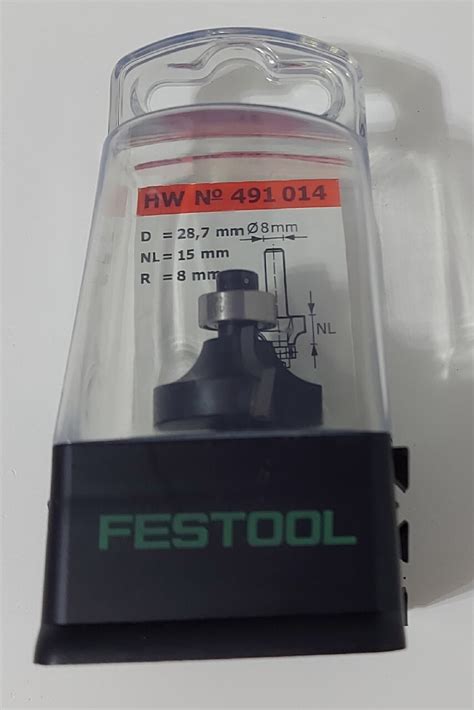 HW Nº 491 014
D = 28,7 mm Ø8mm
NL = 15 mm
R = 8 mm
NL
FESTOOL